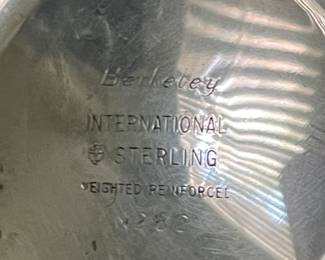 Berkeley
INTERNATIONAL
STERLING
WEIGHTED REINFORCED